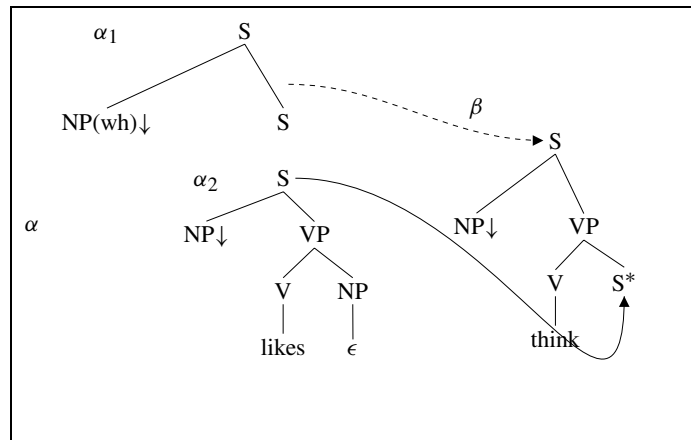 α₁ S
NP(wh)↓ S
β
S
α₂ S
α NP↓ VP NP↓ VP
V NP V S*
likes ϵ think